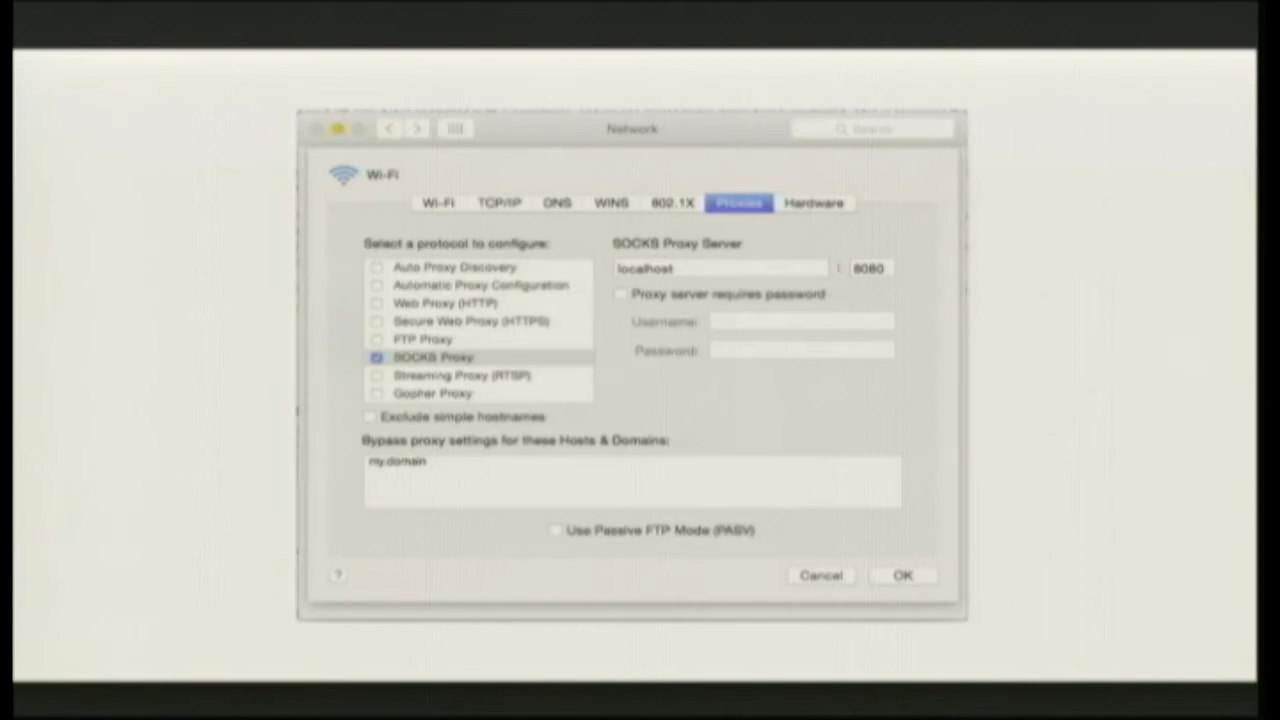 Network
Search
Wi-Fi
Wi-Fi TCP/IP DNS WINS 802.1X Proxies Hardware
Select a protocol to configure:
Auto Proxy Discovery
Automatic Proxy Configuration
Web Proxy (HTTP)
Secure Web Proxy (HTTPS)
FTP Proxy
SOCKS Proxy
Streaming Proxy (RTSP)
Gopher Proxy
Exclude simple hostnames
SOCKS Proxy Server
localhost : 8080
Proxy server requires password
Username:
Password:
Bypass proxy settings for these Hosts & Domains:
my.domain
Use Passive FTP Mode (PASV)
?
Cancel OK